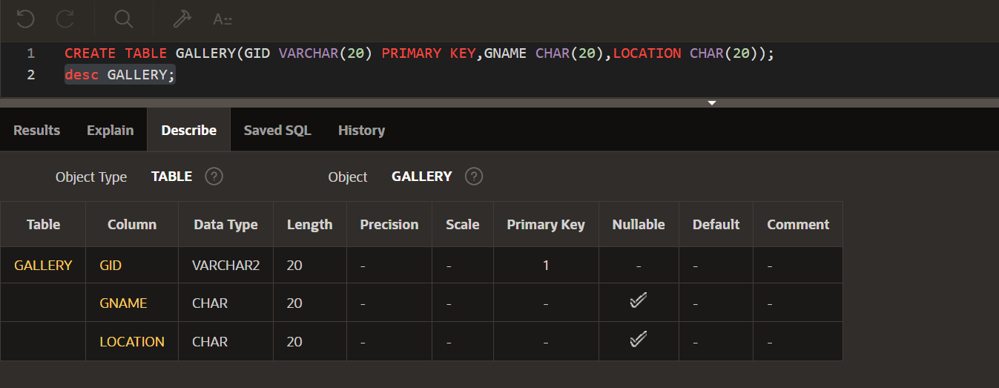 A::
1 CREATE TABLE GALLERY(GID VARCHAR(20) PRIMARY KEY,GNAME CHAR(20),LOCATION CHAR(20));
2 desc GALLERY;
Results Explain Describe Saved SQL History
Object Type TABLE ? Object GALLERY ?
Table Column Data Type Length Precision Scale Primary Key Nullable Default Comment
GALLERY GID VARCHAR2 20 - - 1 - - -
GNAME CHAR 20 - - - - -
LOCATION CHAR 20 - - - - -